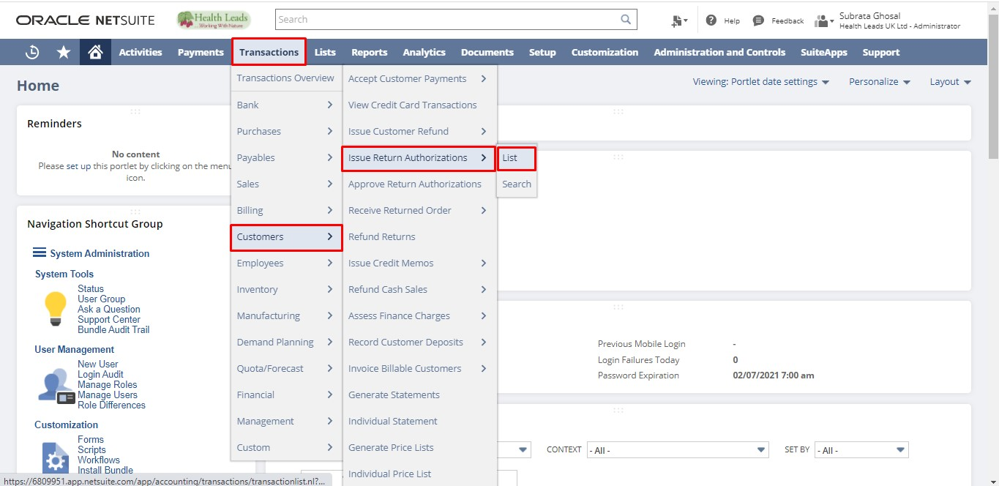 ORACLE NETSUITE
Health Leads
...Working With Nature
Search
Help
Feedback
Subrata Ghosal
Health Leads UK Ltd - Administrator
Activities Payments Transactions Lists Reports Analytics Documents Setup Customization Administration and Controls SuiteApps Support
Home
Viewing: Portlet date settings
Personalize
Layout
Reminders
No content
Please set up this portlet by clicking on the menu
icon.
Navigation Shortcut Group
System Administration
System Tools
Status
User Group
Ask a Question
Support Center
Bundle Audit Trail
User Management
New User
Login Audit
Manage Roles
Manage Users
Role Differences
Customization
Forms
Scripts
Workflows
Install Bundle
Transactions Overview
Bank
Purchases
Payables
Sales
Billing
Customers
Employees
Inventory
Manufacturing
Demand Planning
Quota/Forecast
Financial
Management
Custom
Accept Customer Payments
View Credit Card Transactions
Issue Customer Refund
Issue Return Authorizations
Approve Return Authorizations
Receive Returned Order
Refund Returns
Issue Credit Memos
Refund Cash Sales
Assess Finance Charges
Record Customer Deposits
Invoice Billable Customers
Generate Statements
Individual Statement
Generate Price Lists
Individual Price List
List
Search
Previous Mobile Login -
Login Failures Today 0
Password Expiration 02/07/2021 7:00 am
CONTEXT - All - SET BY - All -
https://6809951.app.netsuite.com/app/accounting/transactions/transactionlist.nl?...